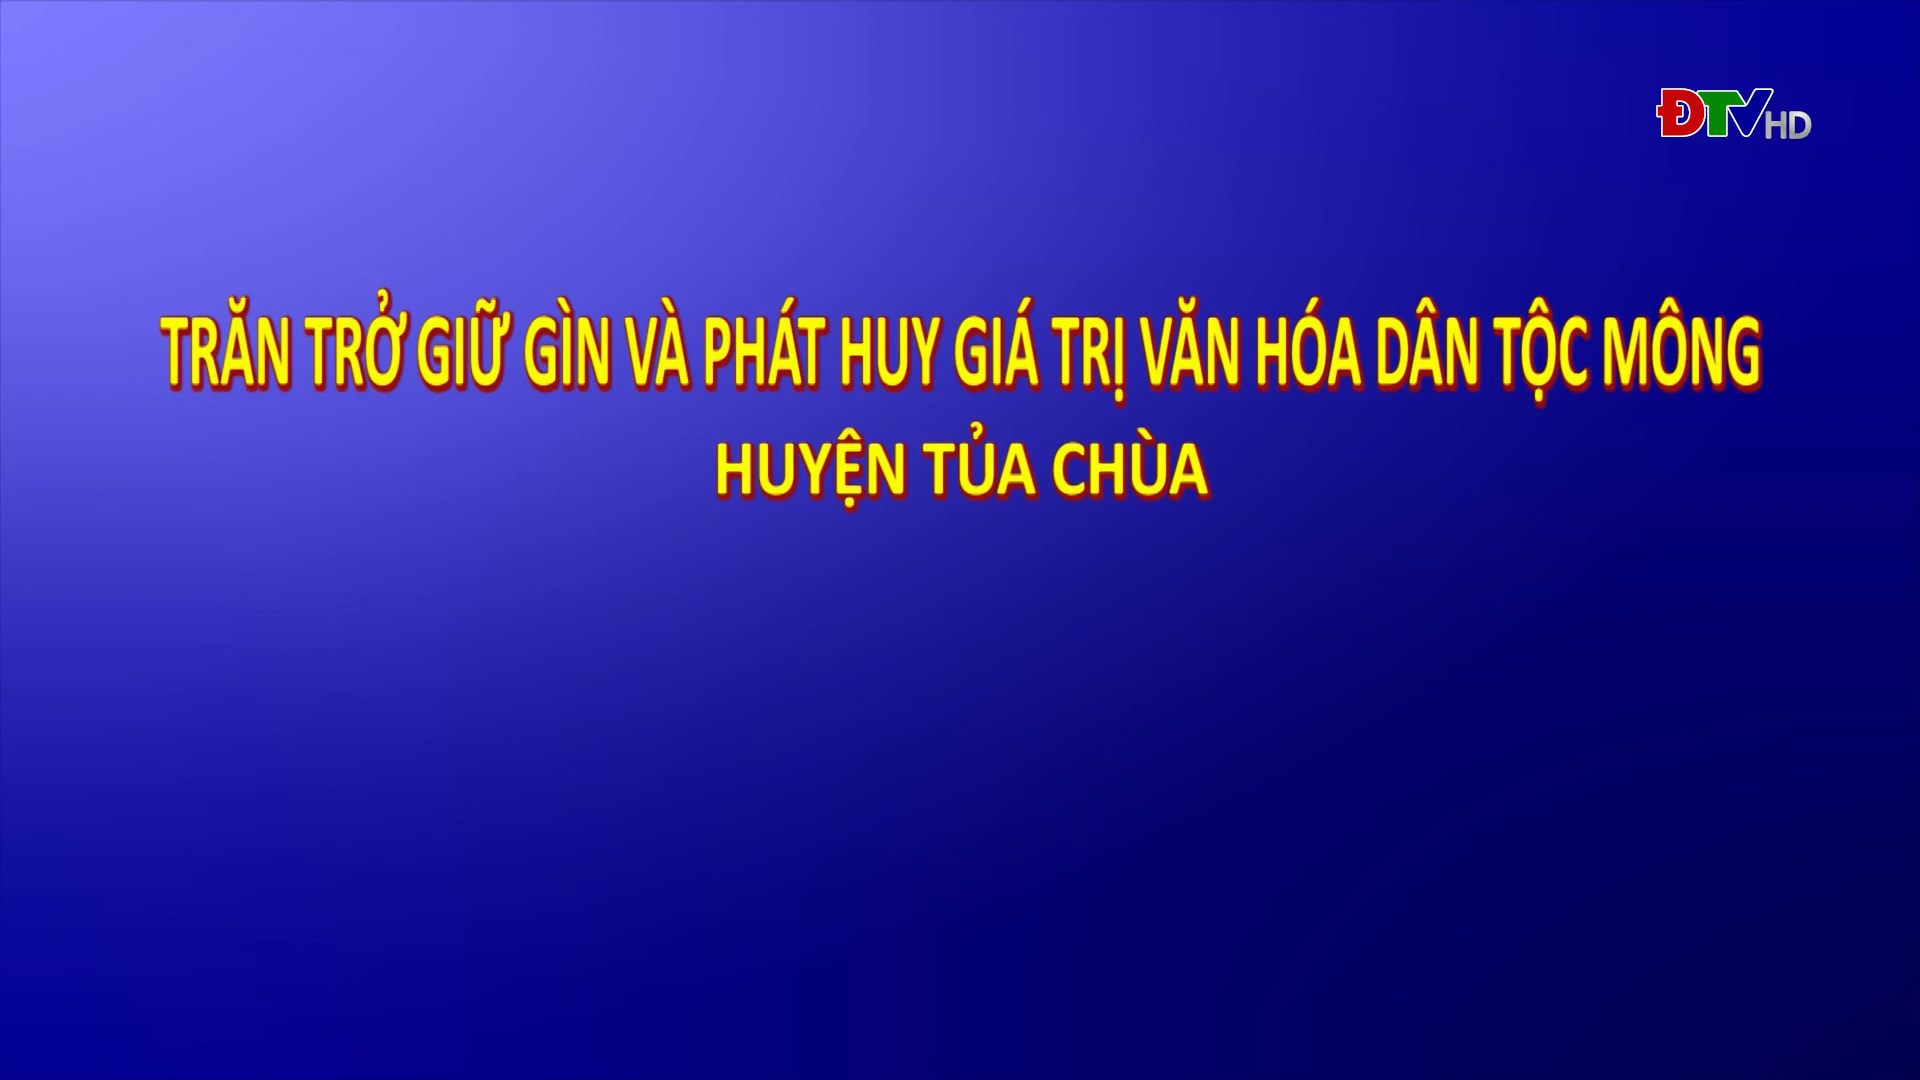 ĐTV HD
TRĂN TRỞ GIỮ GÌN VÀ PHÁT HUY GIÁ TRỊ VĂN HÓA DÂN TỘC MÔNG
HUYỆN TỦA CHÙA